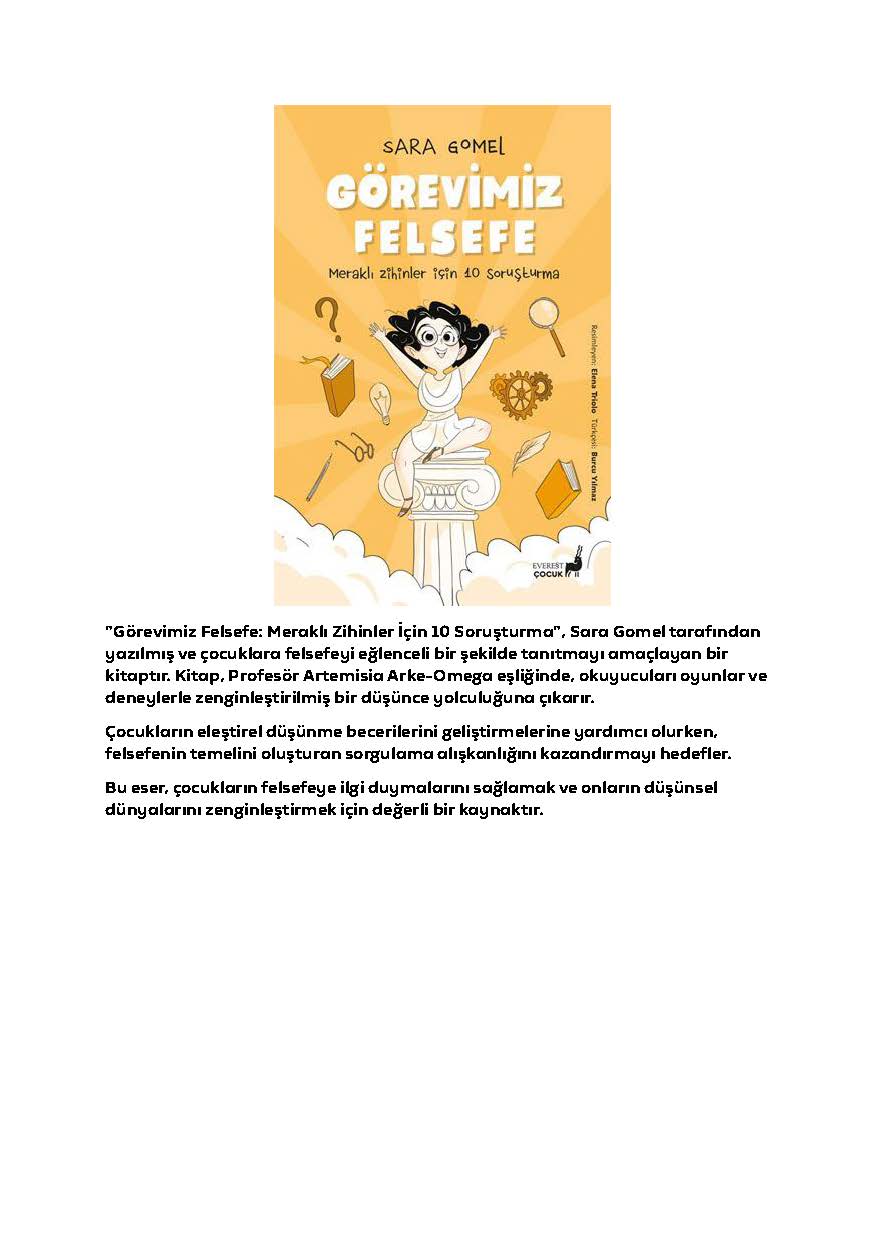 SARA GOMEL
GÖREVİMİZ
FELSEFE
Meraklı zihinler için 10 soruşturma
Resimleyen: Elena Triolo Türkçesi: Burcu Yılmaz
EVEREST
ÇOCUK
"Görevimiz Felsefe: Meraklı Zihinler İçin 10 Soruşturma", Sara Gomel tarafından
yazılmış ve çocuklara felsefeyi eğlenceli bir şekilde tanıtmayı amaçlayan bir
kitaptır. Kitap, Profesör Artemisia Arke-Omega eşliğinde, okuyucuları oyunlar ve
deneylerle zenginleştirilmiş bir düşünce yolculuğuna çıkarır.
Çocukların eleştirel düşünme becerilerini geliştirmelerine yardımcı olurken,
felsefenin temelini oluşturan sorgulama alışkanlığını kazandırmayı hedefler.
Bu eser, çocukların felsefeye ilgi duymalarını sağlamak ve onların düşünsel
dünyalarını zenginleştirmek için değerli bir kaynaktır.